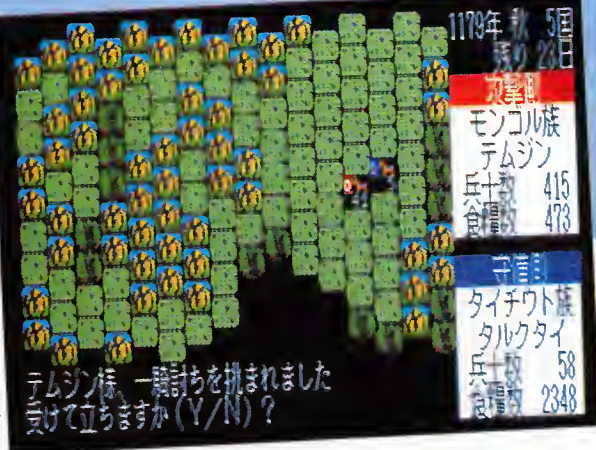 1179年 秋 5国
残り 23日
攻撃側
モンゴル族
テムジン
兵士数 415
食糧数 473
守備側
タイチウト族
タルクタイ
兵士数 58
食糧数 2348
テムジン様、一騎討ちを挑まれました
受けて立ちますか(Y/N)?